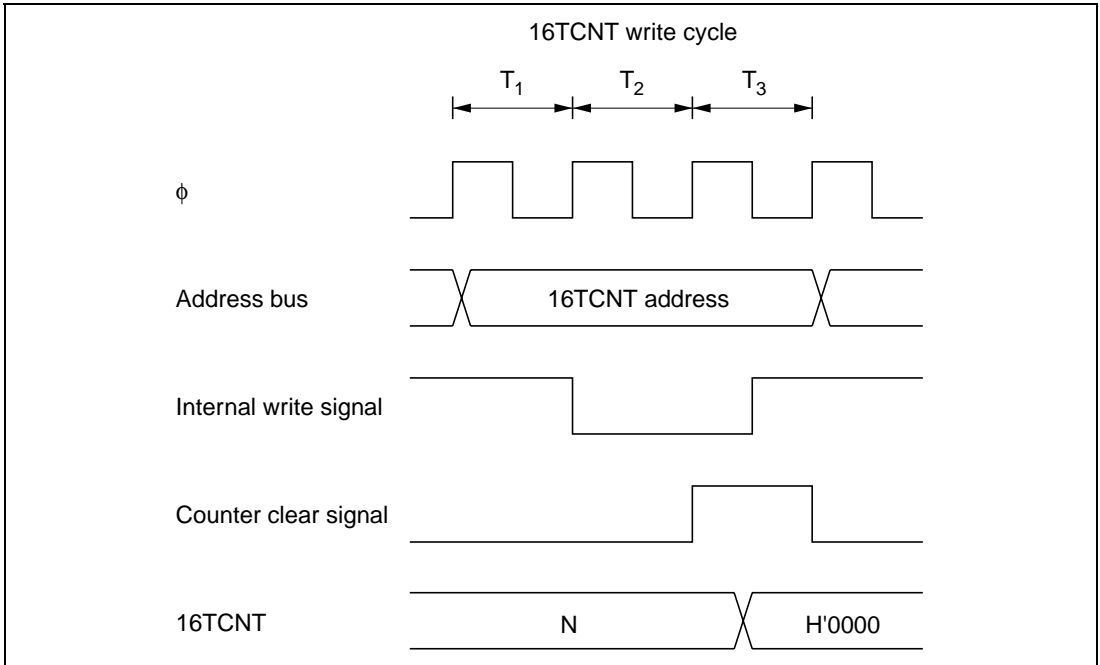 16TCNT write cycle
T1 T2 T3
φ
Address bus 16TCNT address
Internal write signal
Counter clear signal
16TCNT N H'0000